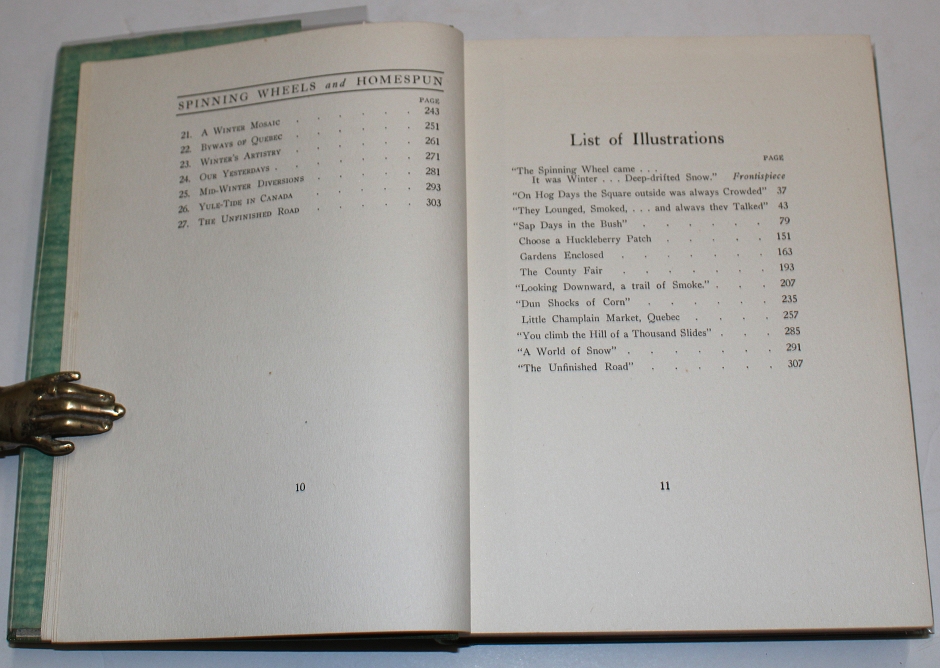 SPINNING WHEELS and HOMESPUN
PAGE
21. A Winter Mosaic . . . . . 243
22. Byways of Quebec . . . . . 251
23. Winter's Artistry . . . . . 261
24. Our Yesterdays . . . . . . 271
25. Mid-Winter Diversions . . . . 281
26. Yule-Tide in Canada . . . . 293
27. The Unfinished Road . . . . 303
10
List of Illustrations
PAGE
"The Spinning Wheel came . . .
It was Winter . . . Deep-drifted Snow." Frontispiece
"On Hog Days the Square outside was always Crowded" 37
"They Lounged, Smoked, . . . and always they Talked" 43
"Sap Days in the Bush" . . . . . . 79
Choose a Huckleberry Patch . . . . . 151
Gardens Enclosed . . . . . . . 163
The County Fair . . . . . . . 193
"Looking Downward, a trail of Smoke." . . . 207
"Dun Shocks of Corn" . . . . . . 235
Little Champlain Market, Quebec . . . . 257
"You climb the Hill of a Thousand Slides" . . . 285
"A World of Snow" . . . . . . . 291
"The Unfinished Road" . . . . . . 307
11